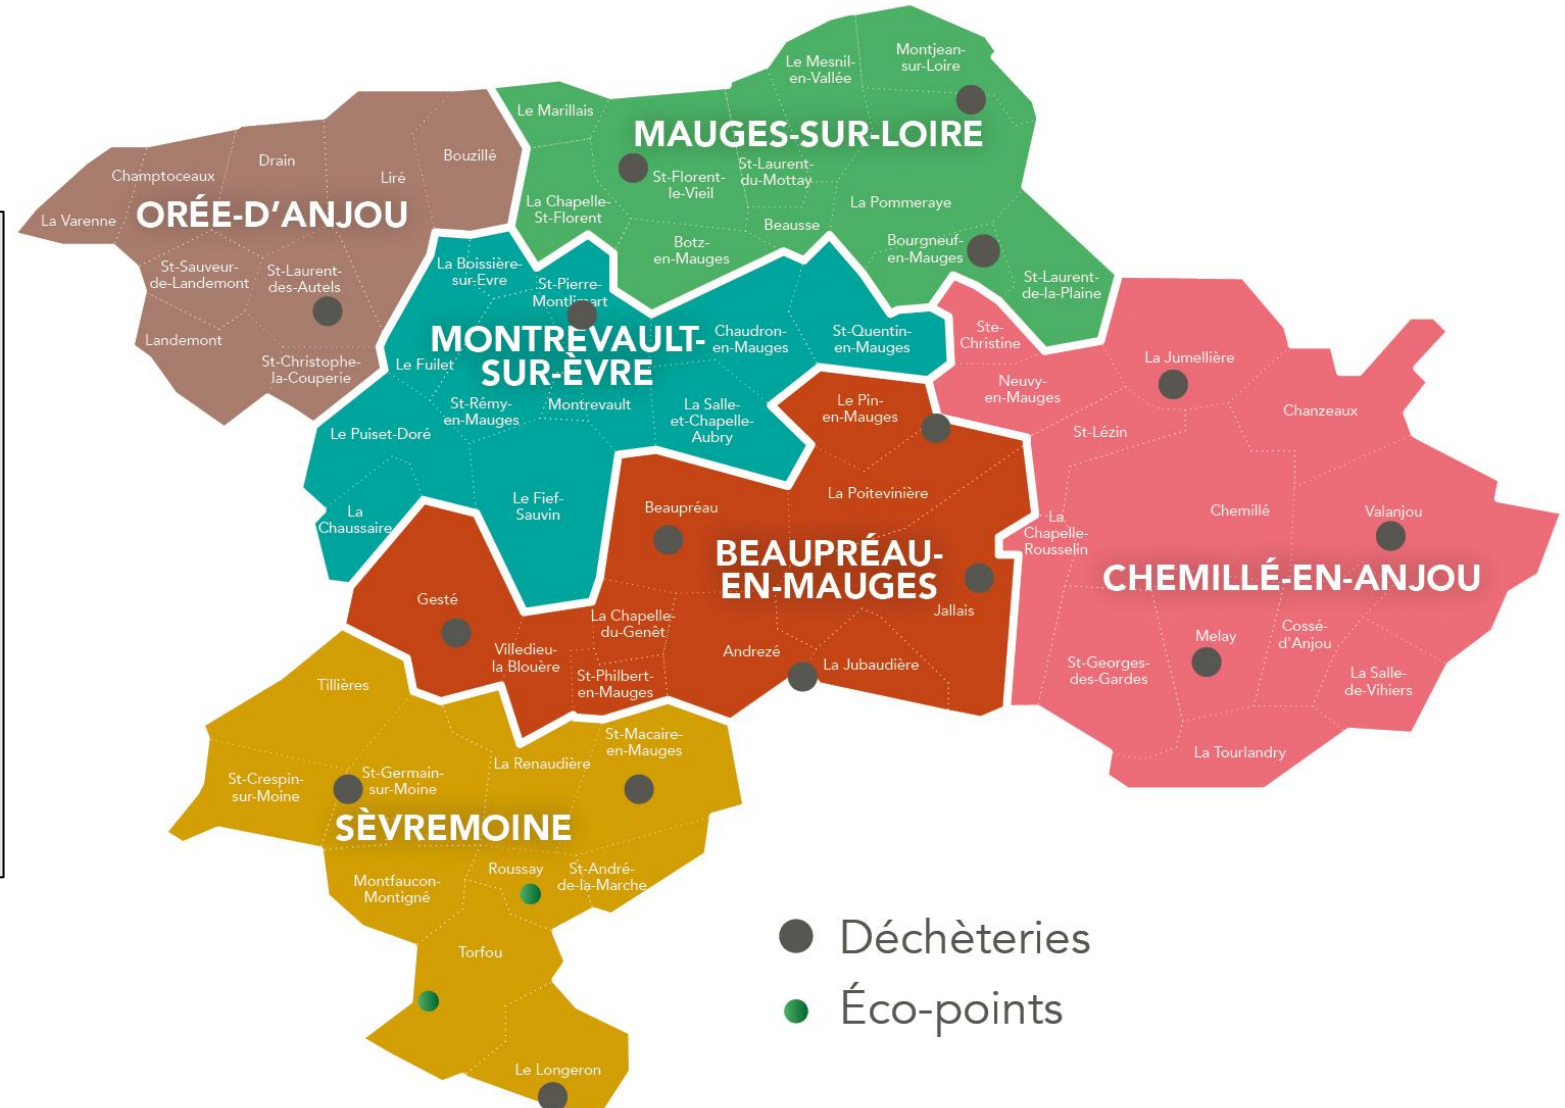 Montjean-
sur-Loire
Le Mesnil-
en-Vallée
Le Marillais
MAUGES-SUR-LOIRE
St-Florent-
le-Vieil
St-Laurent-
du-Mottay
La Chapelle-
St-Florent
La Pommeraye
Beausse
Botz-
en-Mauges
Bourgneuf-
en-Mauges
St-Laurent-
de-la-Plaine
Bouzillé
Drain
Liré
Champtoceaux
La Varenne
ORÉE-D'ANJOU
St-Sauveur-
de-Landemont
St-Laurent-
des-Autels
Landemont
St-Christophe-
la-Couperie
La Boissière-
sur-Evre
St-Pierre-
Montlimart
MONTREVAULT-
SUR-ÈVRE
Chaudron-
en-Mauges
St-Quentin-
en-Mauges
Le Fuilet
St-Rémy-
en-Mauges
Montrevault
La Salle-
et-Chapelle-
Aubry
Le Puiset-Doré
La
Chaussaire
Le Fief-
Sauvin
Ste-
Christine
Neuvy-
en-Mauges
La Jumellière
Chanzeaux
St-Lézin
Chemillé
Valanjou
La
Chapelle-
Rousselin
CHEMILLÉ-EN-ANJOU
Melay
Cossé-
d'Anjou
St-Georges-
des-Gardes
La Salle-
de-Vihiers
La Tourlandry
Le Pin-
en-Mauges
La Poitevinière
Beaupréau
BEAUPRÉAU-
EN-MAUGES
Jallais
Gesté
La Chapelle-
du-Genêt
Villedieu-
la Blouère
St-Philbert-
en-Mauges
Andrezé
La Jubaudière
Tillières
St-Macaire-
en-Mauges
La Renaudière
St-Crespin-
sur-Moine
St-Germain-
sur-Moine
SÈVREMOINE
Roussay
St-André-
de-la-Marche
Montfaucon-
Montigné
Torfou
Le Longeron
Déchèteries
Éco-points